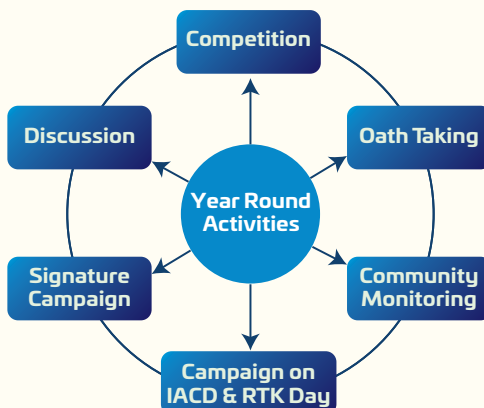 Competition
Discussion
Oath Taking
Year Round
Activities
Signature
Campaign
Community
Monitoring
Campaign on
IACD & RTK Day